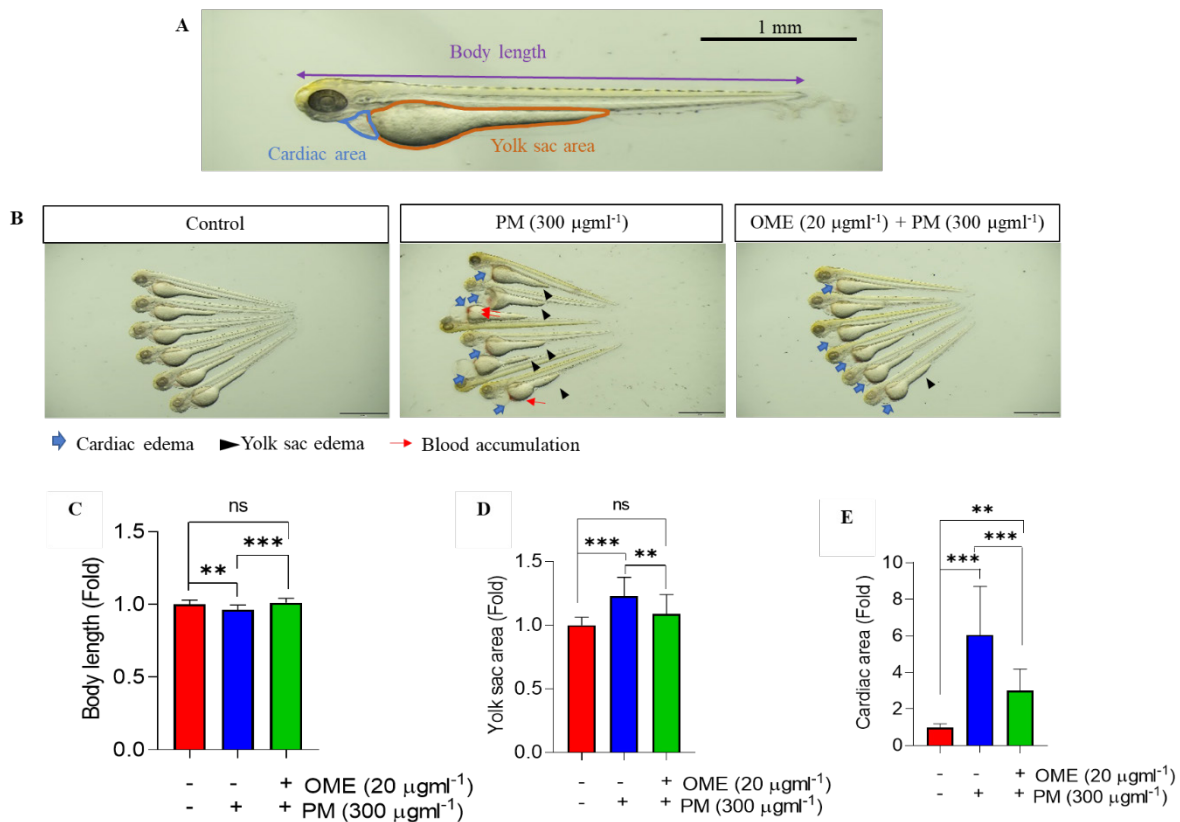 A
1 mm
Body length
Cardiac area
Yolk sac area
B
Control
PM (300 µgml⁻¹)
OME (20 µgml⁻¹) + PM (300 µgml⁻¹)
Cardiac edema
Yolk sac edema
Blood accumulation
C
ns
***
**
1.5
1.0
0.5
0.0
Body length (Fold)
- - + OME (20 µgml⁻¹)
- + + PM (300 µgml⁻¹)
D
ns
***
**
1.5
1.0
0.5
0.0
Yolk sac area (Fold)
- - + OME (20 µgml⁻¹)
- + + PM (300 µgml⁻¹)
E
**
***
***
10
8
6
4
2
0
Cardiac area (Fold )
- - + OME (20 µgml⁻¹)
- + + PM (300 µgml⁻¹)